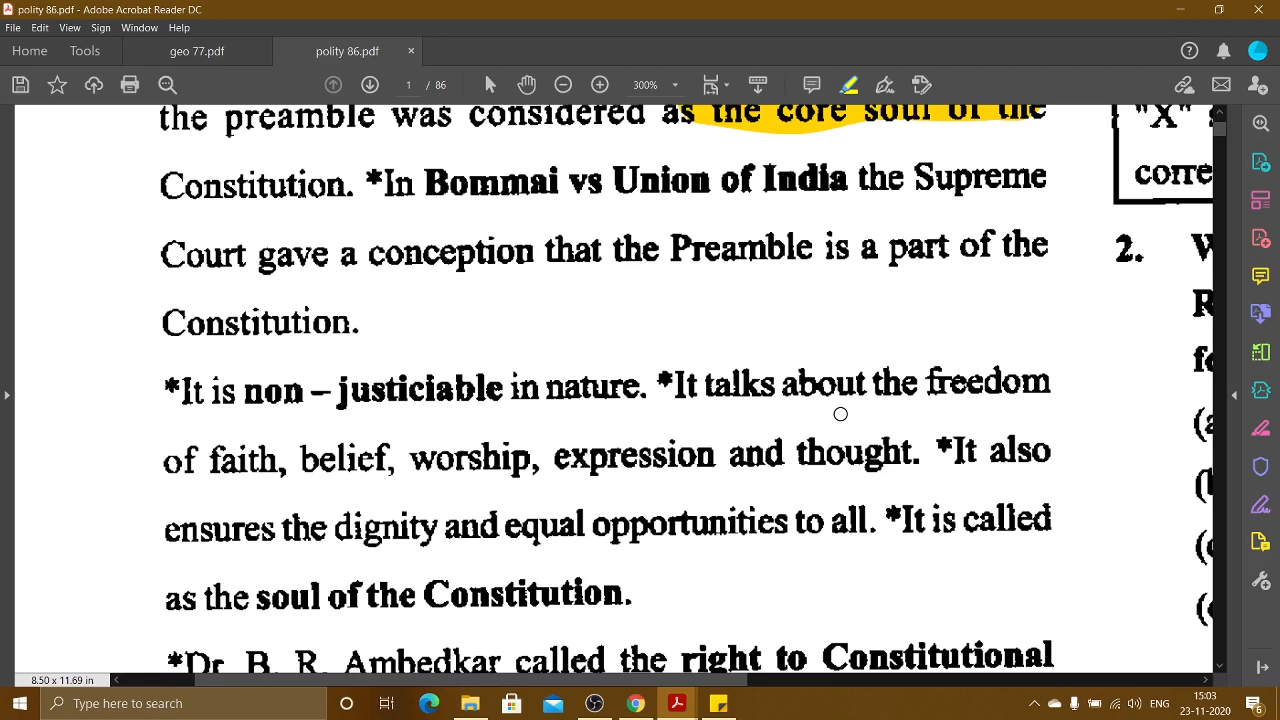 polity 86.pdf - Adobe Acrobat Reader DC
File Edit View Sign Window Help
Home Tools geo 77.pdf polity 86.pdf ×
1 / 86 300%
the preamble was considered as the core soul of the
Constitution. *In Bommai vs Union of India the Supreme
Court gave a conception that the Preamble is a part of the
Constitution.
*It is non – justiciable in nature. *It talks about the freedom
of faith, belief, worship, expression and thought. *It also
ensures the dignity and equal opportunities to all. *It is called
as the soul of the Constitution.
*Dr. B. R. Ambedkar called the right to Constitutional
"X"
corre
2.
8.50 x 11.69 in
Type here to search
ENG
15:03
23-11-2020
6